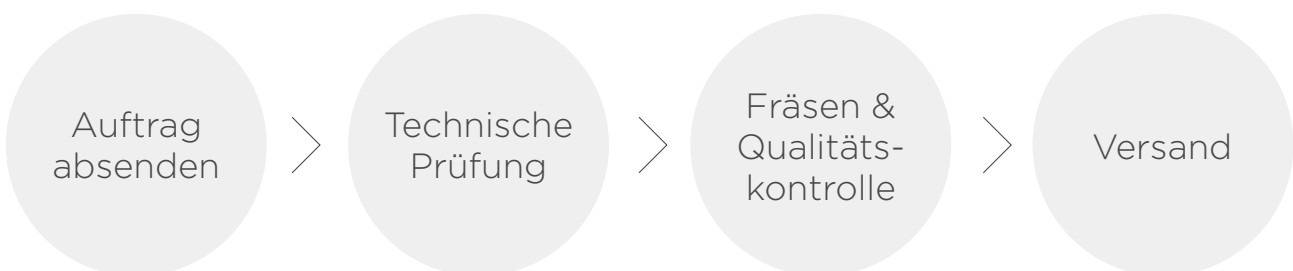 Auftrag
absenden
Technische
Prüfung
Fräsen &
Qualitäts-
kontrolle
Versand